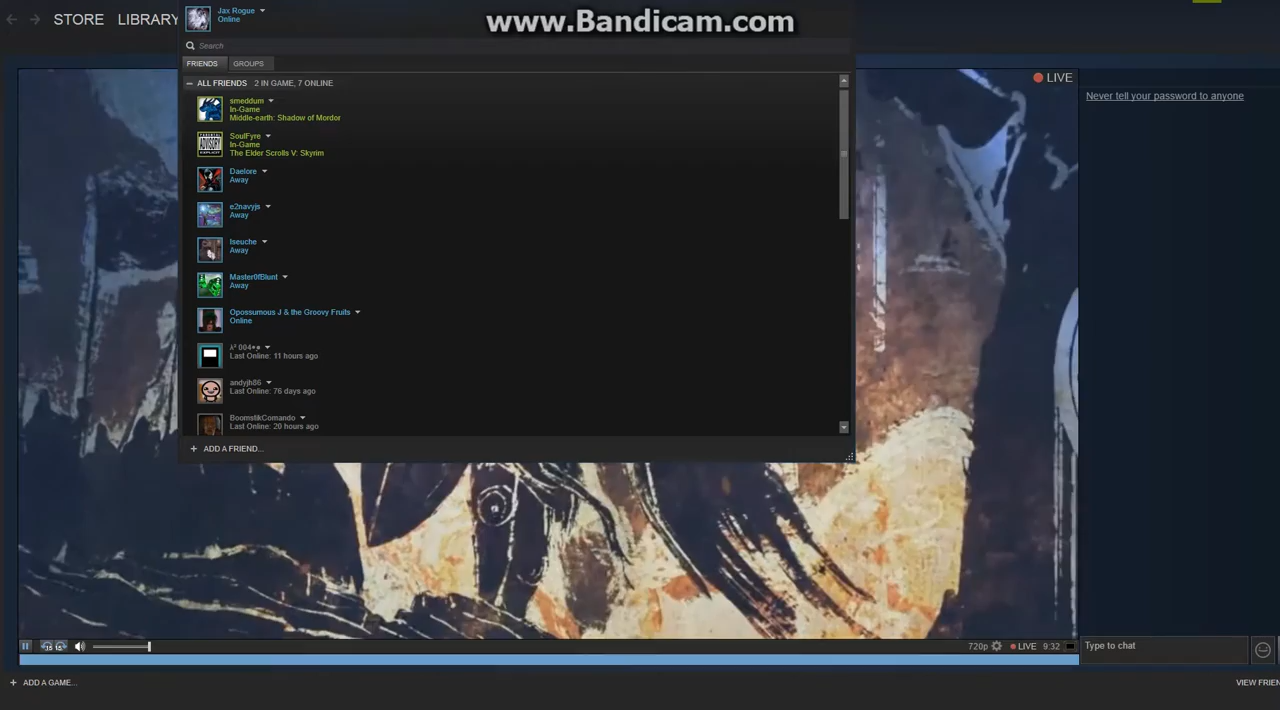 www.Bandicam.com
Jax Rogue
Online
STORE LIBRARY
Search
FRIENDS GROUPS
ALL FRIENDS 2 IN GAME, 7 ONLINE
LIVE
Never tell your password to anyone
smeddum
In-Game
Middle-earth: Shadow of Mordor
SoulFyre
In-Game
The Elder Scrolls V: Skyrim
Daelore
Away
e2navyjs
Away
Iseuche
Away
Master0fBlunt
Away
Opossumous J & the Groovy Fruits
Online
Last Online: 11 hours ago
andyjh86
Last Online: 76 days ago
BoomstikComando
Last Online: 20 hours ago
+ ADD A FRIEND...
15 15
720p LIVE 9:32
Type to chat
+ ADD A GAME...
VIEW FRIEN